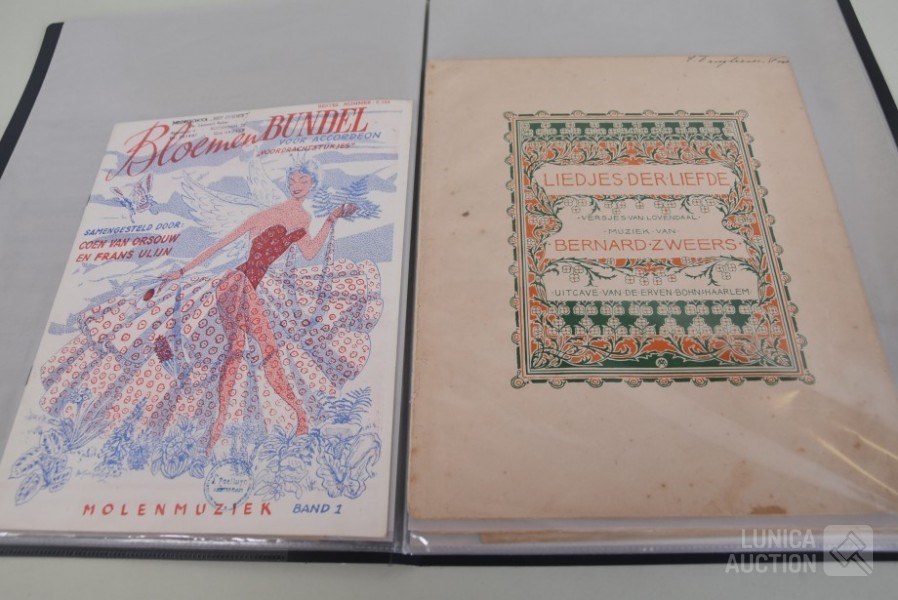 Bloemen BUNDEL
VOOR ACCORDEON
"VOORDRACHTSTUKJES"
SAMENGESTELD DOOR:
COEN VAN ORSOUW
EN FRANS ULIJN
MOLENMUZIEK BAND 1
LIEDJES·DER·LIEFDE
·VERSJES·VAN·LOVENDAAL·
·MUZIEK·VAN·
·BERNARD·ZWEERS·
·UITGAVE·VAN·DE·ERVEN·BOHN·HAARLEM·
LUNICA
AUCTION